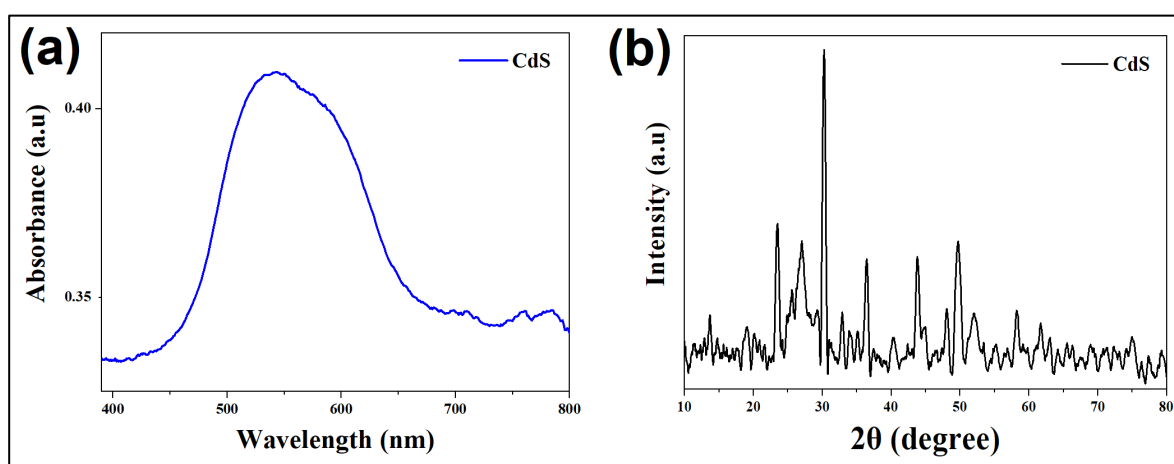 (a)
CdS
Absorbance (a.u)
0.40
0.35
400 500 600 700 800
Wavelength (nm)
(b)
CdS
Intensity (a.u)
10 20 30 40 50 60 70 80
2θ (degree)